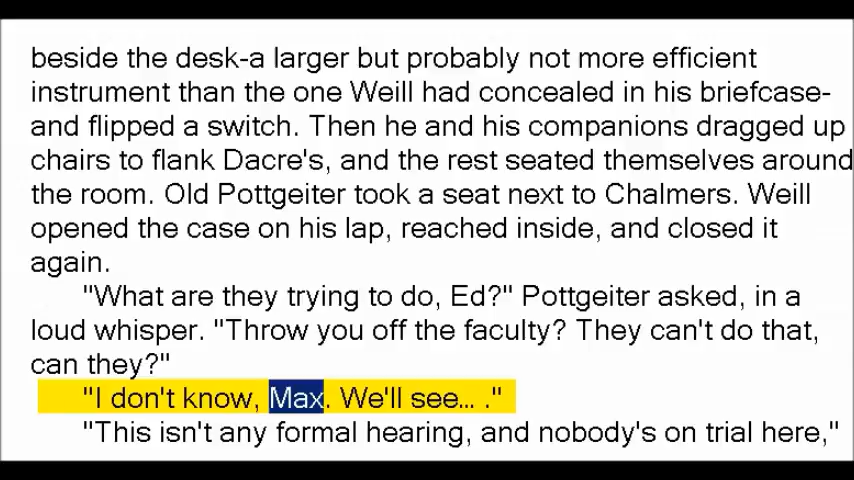 beside the desk-a larger but probably not more efficient
instrument than the one Weill had concealed in his briefcase-
and flipped a switch. Then he and his companions dragged up
chairs to flank Dacre's, and the rest seated themselves around
the room. Old Pottgeiter took a seat next to Chalmers. Weill
opened the case on his lap, reached inside, and closed it
again.
"What are they trying to do, Ed?" Pottgeiter asked, in a
loud whisper. "Throw you off the faculty? They can't do that,
can they?"
"I don't know, Max. We'll see... ."
"This isn't any formal hearing, and nobody's on trial here,"